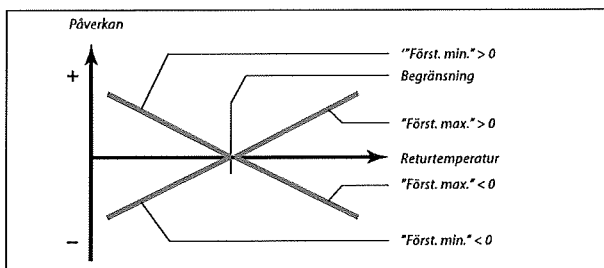 Påverkan
+
"Först. min." > 0
Begränsning
"Först. max." > 0
Returtemperatur
"Först. max." < 0
"Först. min." < 0
−